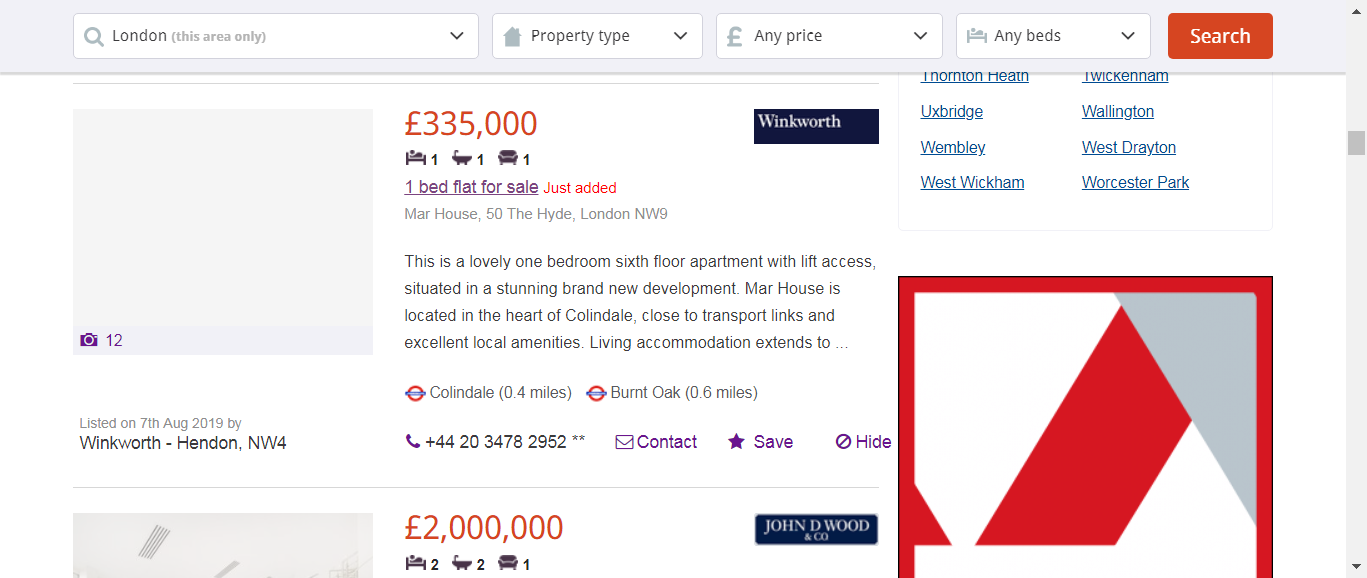 London (this area only)
Property type
Any price
Any beds
Search
Thornton Heath
Twickenham
Uxbridge
Wallington
Wembley
West Drayton
West Wickham
Worcester Park
£335,000
Winkworth
1 1 1
1 bed flat for sale Just added
Mar House, 50 The Hyde, London NW9
This is a lovely one bedroom sixth floor apartment with lift access,
situated in a stunning brand new development. Mar House is
located in the heart of Colindale, close to transport links and
excellent local amenities. Living accommodation extends to ...
12
Colindale (0.4 miles) Burnt Oak (0.6 miles)
Listed on 7th Aug 2019 by
Winkworth - Hendon, NW4
+44 20 3478 2952 ** Contact Save Hide
£2,000,000
JOHN D WOOD
& CO
2 2 1